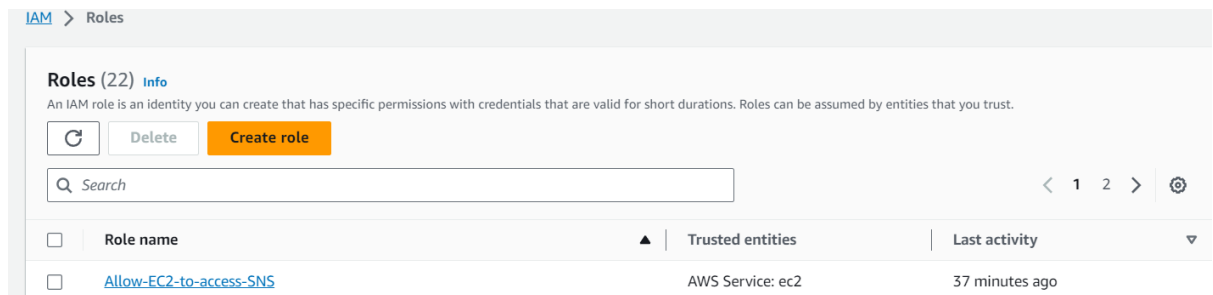 IAM > Roles
Roles (22) Info
An IAM role is an identity you can create that has specific permissions with credentials that are valid for short durations. Roles can be assumed by entities that you trust.
Delete Create role
Search 1 2
Role name Trusted entities Last activity
Allow-EC2-to-access-SNS AWS Service: ec2 37 minutes ago